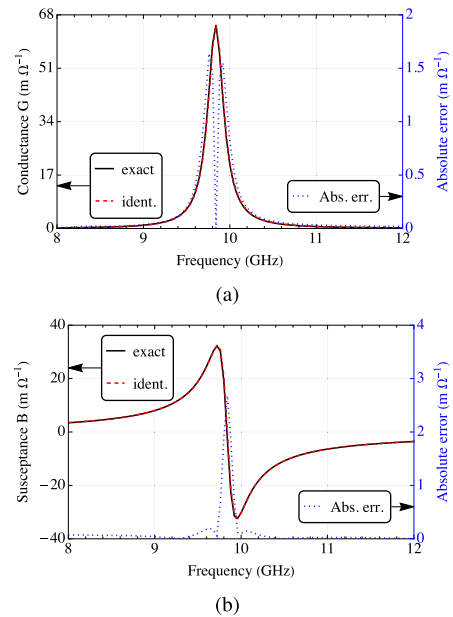 68
51
34
17
0
Conductance G (m Ω⁻¹)
2
1.5
1
0.5
0
Absolute error (m Ω⁻¹)
exact
ident.
Abs. err.
8 9 10 11 12
Frequency (GHz)
(a)
40
20
0
−20
−40
Susceptance B (m Ω⁻¹)
4
3
2
1
0
Absolute error (m Ω⁻¹)
exact
ident.
Abs. err.
8 9 10 11 12
Frequency (GHz)
(b)